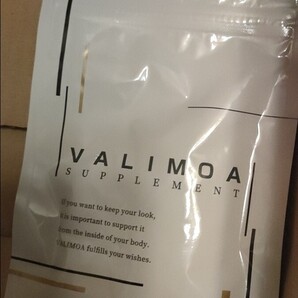 VALIMOA
SUPPLEMENT
If you want to keep your look,
it is important to support it
from the inside of your body.
VALIMOA fulfills your wishes.